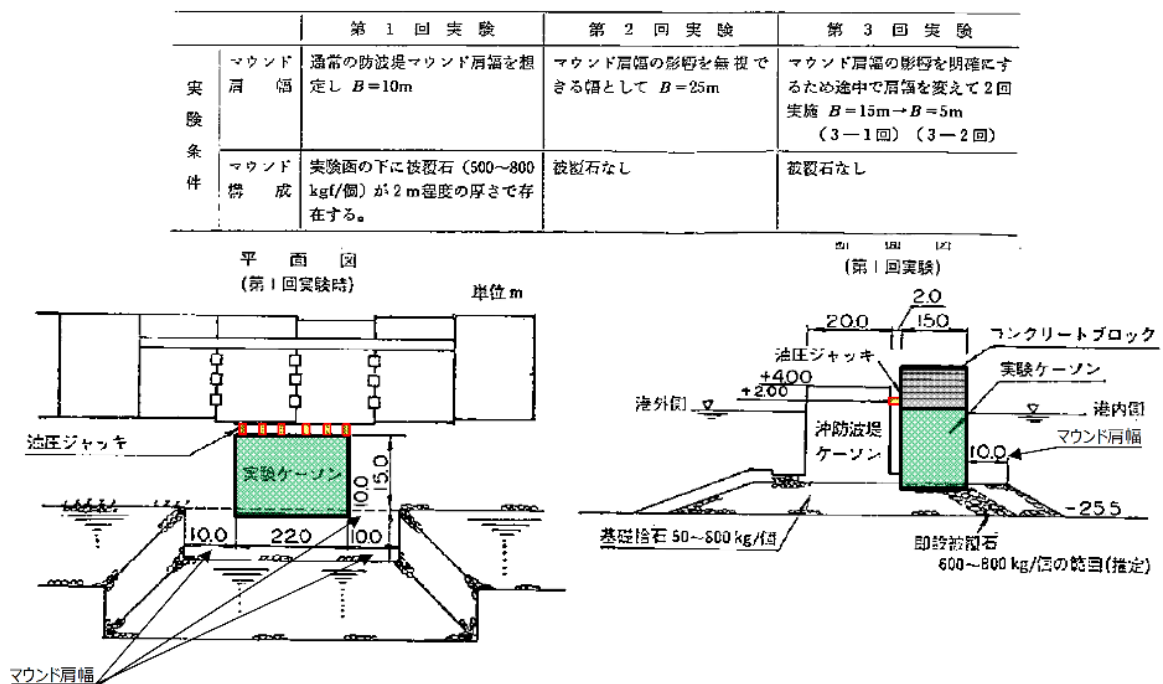 第1回実験 第2回実験 第3回実験
実験条件
マウンド肩幅
通常の防波堤マウンド肩幅を想
定し B=10m
マウンド肩幅の影響を無視で
きる幅として B=25m
マウンド肩幅の影響を明確にす
るため途中で肩幅を変えて2回
実施 B=15m→B=5m
(3-1回) (3-2回)
マウンド構成
実験函の下に被覆石(500~800
kgf/個)が2m程度の厚さで存
在する。
被覆石なし
被覆石なし
平面図
(第1回実験時)
単位m
油圧ジャッキ
実験ケーソン
15.0
10.0
10.0 22.0 10.0
マウンド肩幅
(第1回実験)
2.0
20.0 15.0
コンクリートブロック
油圧ジャッキ
実験ケーソン
+4.00
+2.00
港外側
港内側
沖防波堤
ケーソン
マウンド肩幅
10.0
-25.5
基礎捨石 50~800kg/個
既設被覆石
600~800kg/個の範囲(推定)